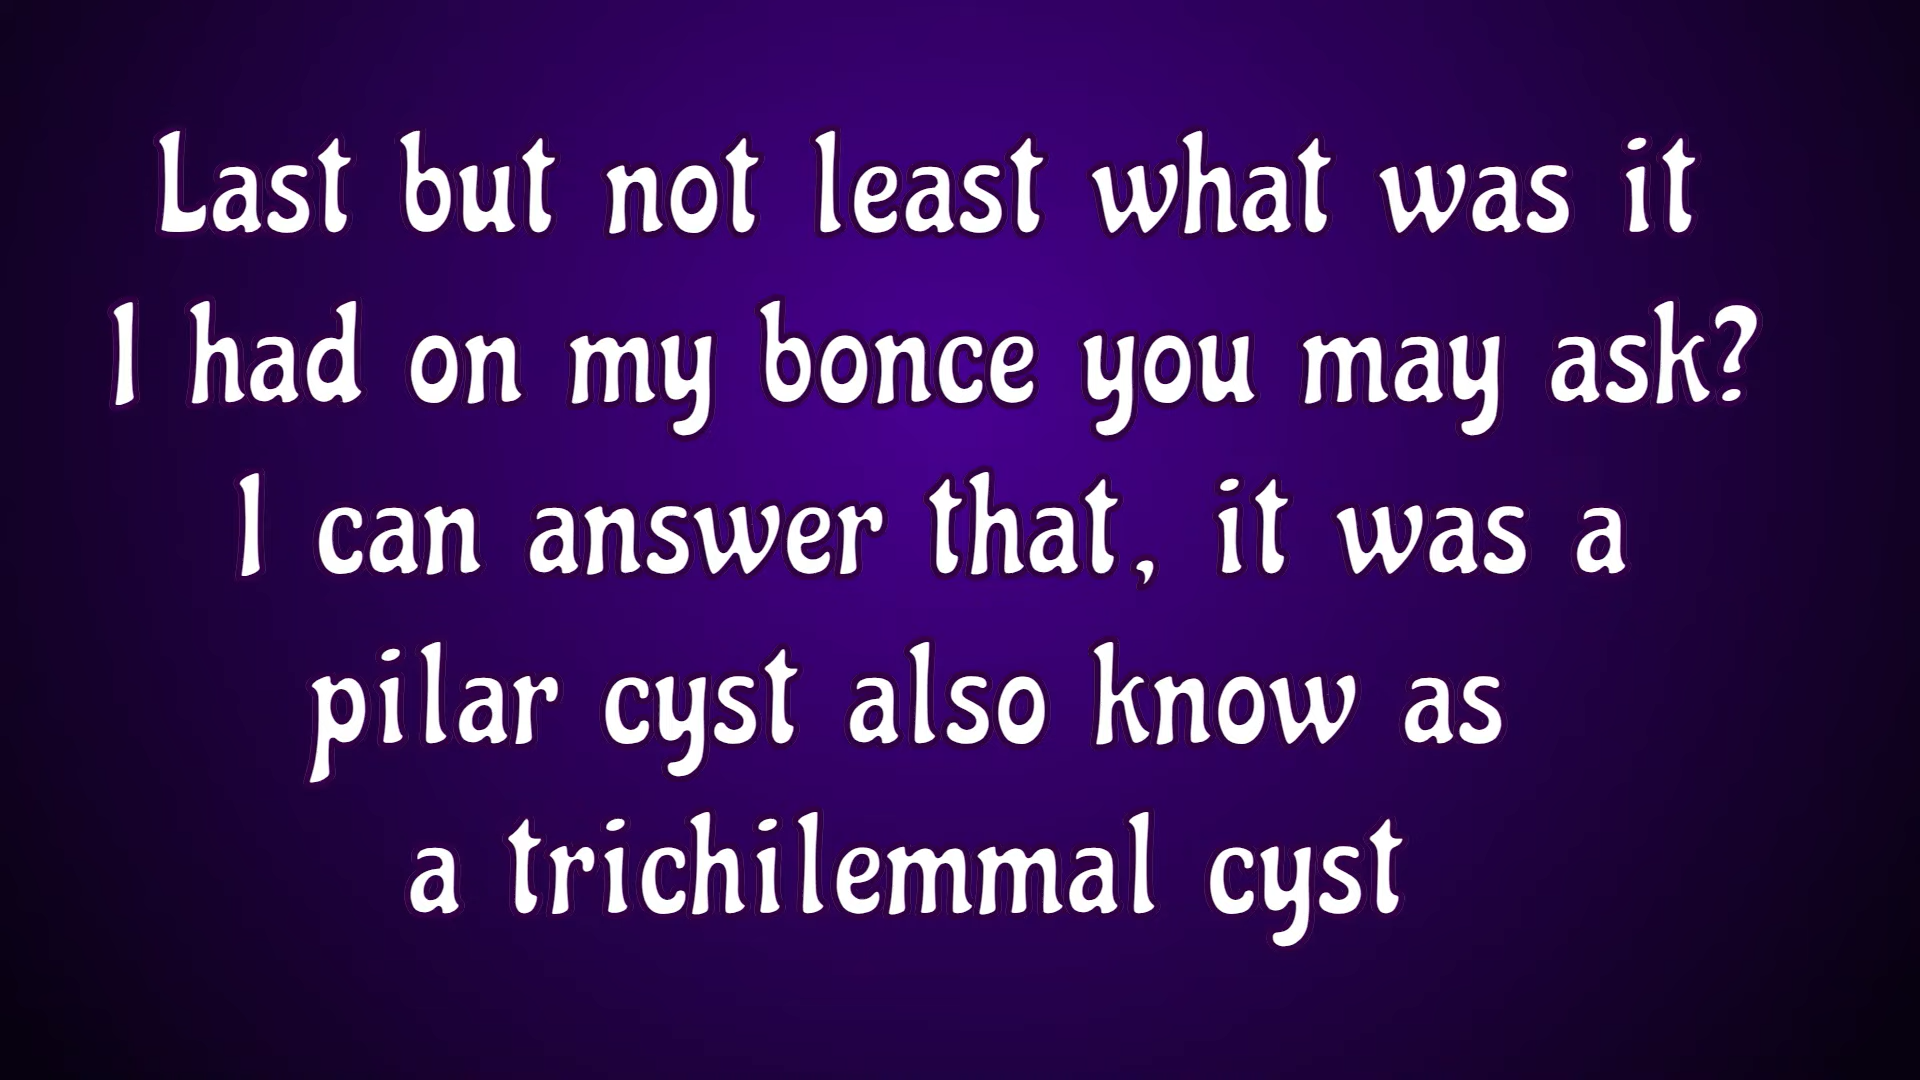 Last but not least what was it
I had on my bonce you may ask?
I can answer that, it was a
pilar cyst also know as
a trichilemmal cyst